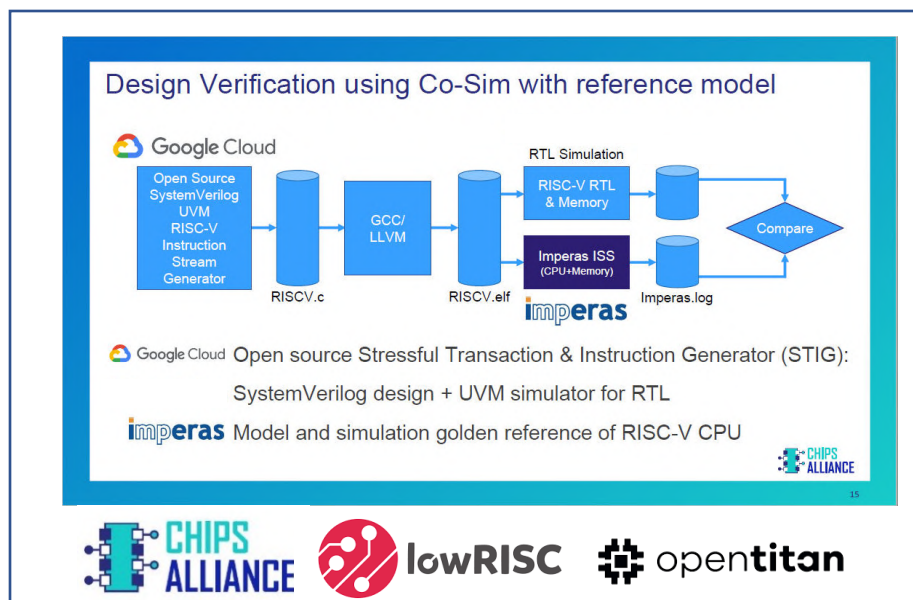 Design Verification using Co-Sim with reference model
Google Cloud
RTL Simulation
Open Source
SystemVerilog
UVM
RISC-V
Instruction
Stream
Generator
RISCV.c
GCC/
LLVM
RISCV.elf
RISC-V RTL
& Memory
Imperas ISS
(CPU+Memory)
imperas
Imperas.log
Compare
Google Cloud Open source Stressful Transaction & Instruction Generator (STIG):
SystemVerilog design + UVM simulator for RTL
imperas Model and simulation golden reference of RISC-V CPU
CHIPS
ALLIANCE
15
CHIPS
ALLIANCE
lowRISC
opentitan